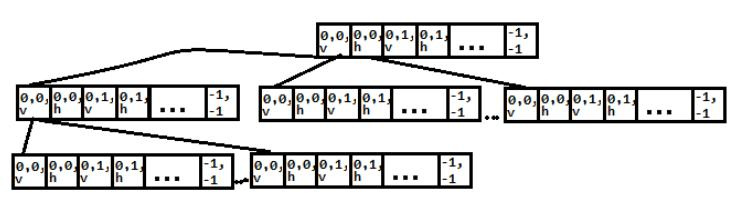 0,0, 0,0, 0,1, 0,1, ... -1,
v h v h -1
0,0, 0,0, 0,1, 0,1, ... -1,
v h v h -1
0,0, 0,0, 0,1, 0,1, ... -1,
v h v h -1
...
0,0, 0,0, 0,1, 0,1, ... -1,
v h v h -1
0,0, 0,0, 0,1, 0,1, ... -1,
v h v h -1
...
0,0, 0,0, 0,1, 0,1, ... -1,
v h v h -1